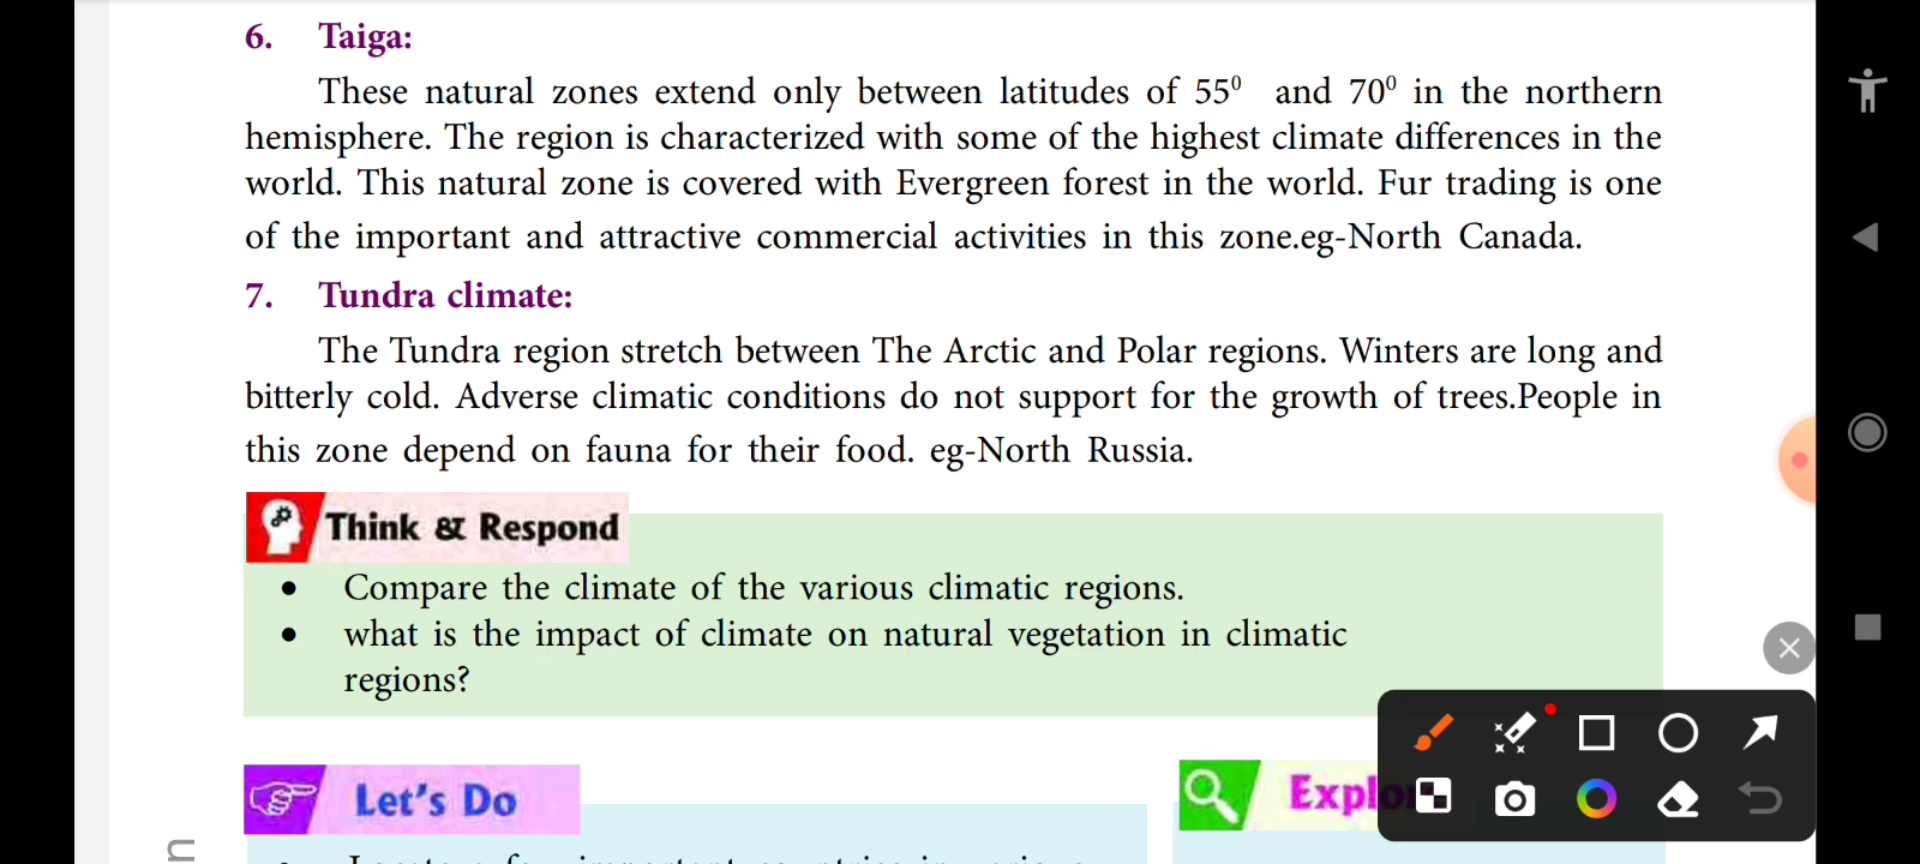 6. Taiga:
These natural zones extend only between latitudes of 55⁰ and 70⁰ in the northern
hemisphere. The region is characterized with some of the highest climate differences in the
world. This natural zone is covered with Evergreen forest in the world. Fur trading is one
of the important and attractive commercial activities in this zone.eg-North Canada.
7. Tundra climate:
The Tundra region stretch between The Arctic and Polar regions. Winters are long and
bitterly cold. Adverse climatic conditions do not support for the growth of trees.People in
this zone depend on fauna for their food. eg-North Russia.
Think & Respond
• Compare the climate of the various climatic regions.
• what is the impact of climate on natural vegetation in climatic
regions?
Let's Do